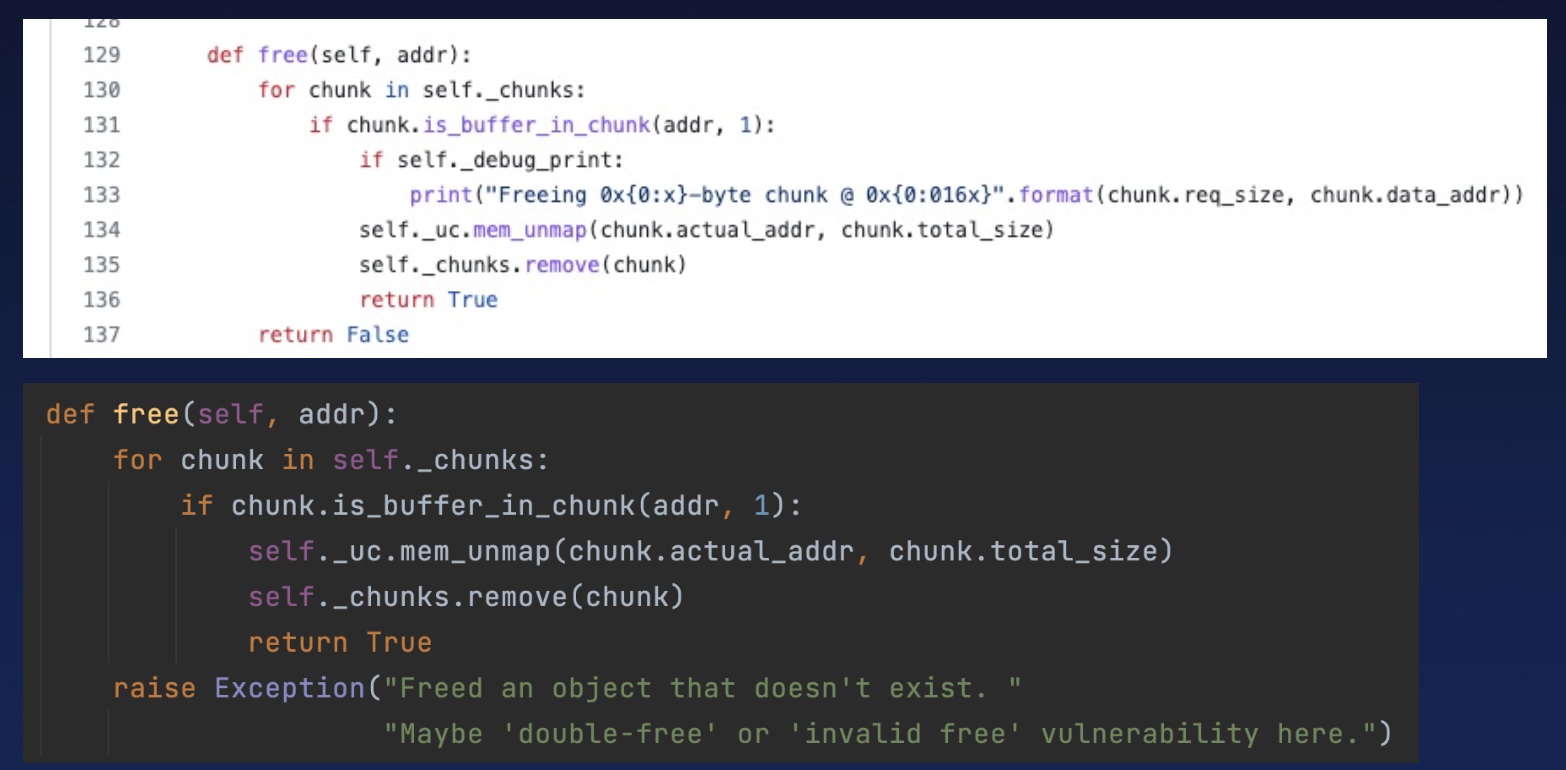 128
129 def free(self, addr):
130 for chunk in self._chunks:
131 if chunk.is_buffer_in_chunk(addr, 1):
132 if self._debug_print:
133 print("Freeing 0x{0:x}-byte chunk @ 0x{0:016x}".format(chunk.req_size, chunk.data_addr))
134 self._uc.mem_unmap(chunk.actual_addr, chunk.total_size)
135 self._chunks.remove(chunk)
136 return True
137 return False
def free(self, addr):
for chunk in self._chunks:
if chunk.is_buffer_in_chunk(addr, 1):
self._uc.mem_unmap(chunk.actual_addr, chunk.total_size)
self._chunks.remove(chunk)
return True
raise Exception("Freed an object that doesn't exist. "
"Maybe 'double-free' or 'invalid free' vulnerability here.")